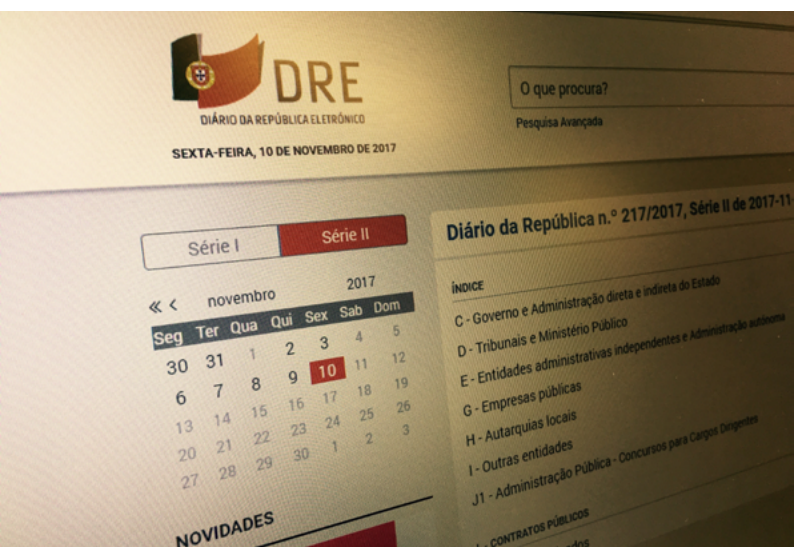 DRE
DIÁRIO DA REPÚBLICA ELETRÓNICO
SEXTA-FEIRA, 10 DE NOVEMBRO DE 2017
O que procura?
Pesquisa Avançada
Série I Série II
« < novembro 2017
Seg Ter Qua Qui Sex Sab Dom
30 31 1 2 3 4 5
6 7 8 9 10 11 12
13 14 15 16 17 18 19
20 21 22 23 24 25 26
27 28 29 30 1 2 3
NOVIDADES
Diário da República n.º 217/2017, Série II de 2017-11-
ÍNDICE
C - Governo e Administração direta e indireta do Estado
D - Tribunais e Ministério Público
E - Entidades administrativas independentes e Administração autónoma
G - Empresas públicas
H - Autarquias locais
I - Outras entidades
J1 - Administração Pública - Concursos para Cargos Dirigentes
CONTRATOS PÚBLICOS